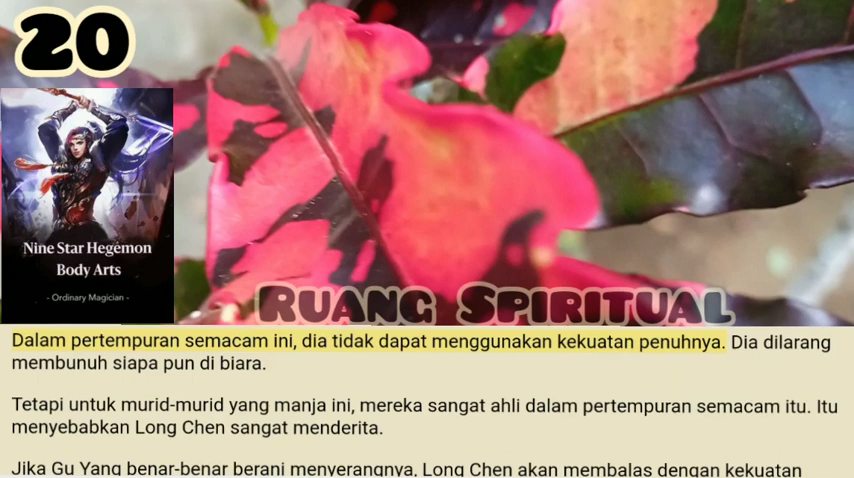 20
Nine Star Hegemon
Body Arts
- Ordinary Magician -
Ruang Spiritual
Dalam pertempuran semacam ini, dia tidak dapat menggunakan kekuatan penuhnya. Dia dilarang
membunuh siapa pun di biara.
Tetapi untuk murid-murid yang manja ini, mereka sangat ahli dalam pertempuran semacam itu. Itu
menyebabkan Long Chen sangat menderita.
Jika Gu Yang benar-benar berani menyerangnya, Long Chen akan membalas dengan kekuatan